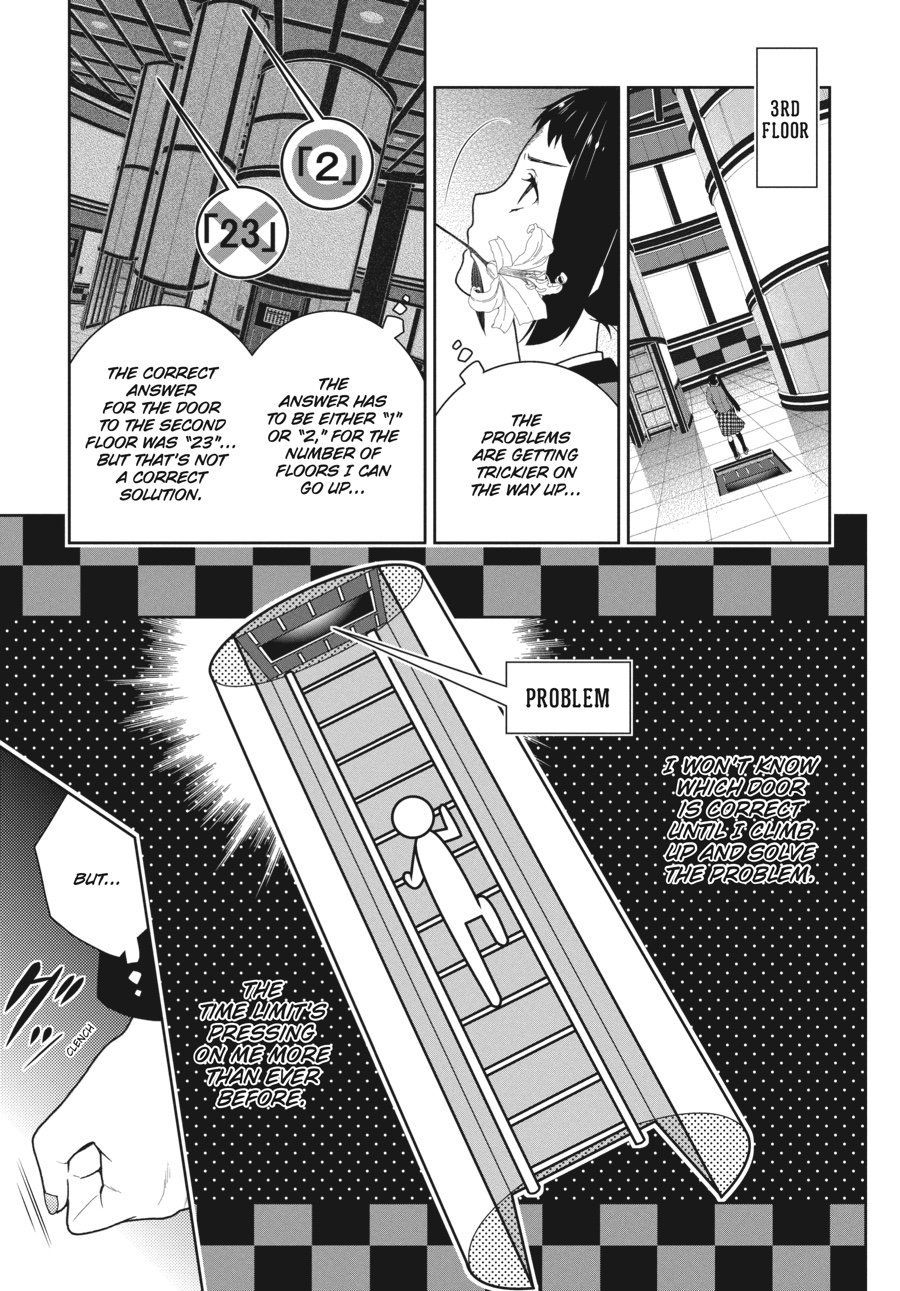 3RD
FLOOR
THE
PROBLEMS
ARE GETTING
TRICKIER ON
THE WAY UP...
「2」
「23」
THE
ANSWER HAS
TO BE EITHER "1"
OR "2," FOR THE
NUMBER OF
FLOORS I CAN
GO UP...
THE CORRECT
ANSWER
FOR THE DOOR
TO THE SECOND
FLOOR WAS "23"...
BUT THAT'S NOT
A CORRECT
SOLUTION.
PROBLEM
I WON'T KNOW
WHICH DOOR
IS CORRECT
UNTIL I CLIMB
UP AND SOLVE
THE PROBLEM.
THE
TIME LIMIT'S
PRESSING
ON ME MORE
THAN EVER
BEFORE.
BUT...
グッ
CLENCH